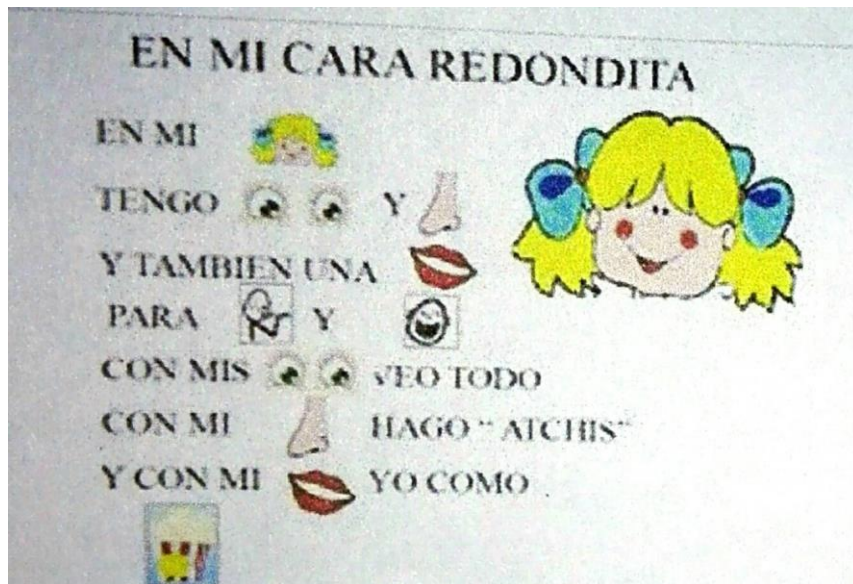 EN MI CARA REDONDITA
EN MI
TENGO Y
Y TAMBIEN UNA
PARA Y
CON MIS VEO TODO
CON MI HAGO " ATCHIS"
Y CON MI YO COMO